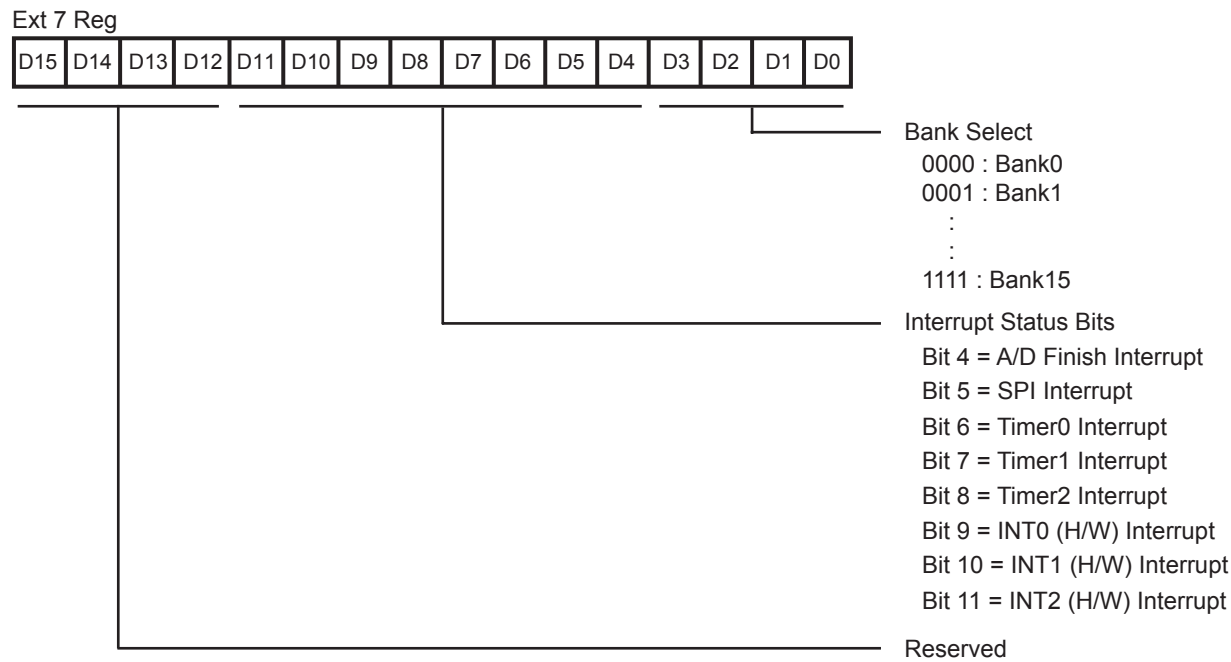 Ext 7 Reg
D15 D14 D13 D12 D11 D10 D9 D8 D7 D6 D5 D4 D3 D2 D1 D0
Bank Select
0000 : Bank0
0001 : Bank1
:
:
1111 : Bank15
Interrupt Status Bits
Bit 4 = A/D Finish Interrupt
Bit 5 = SPI Interrupt
Bit 6 = Timer0 Interrupt
Bit 7 = Timer1 Interrupt
Bit 8 = Timer2 Interrupt
Bit 9 = INT0 (H/W) Interrupt
Bit 10 = INT1 (H/W) Interrupt
Bit 11 = INT2 (H/W) Interrupt
Reserved